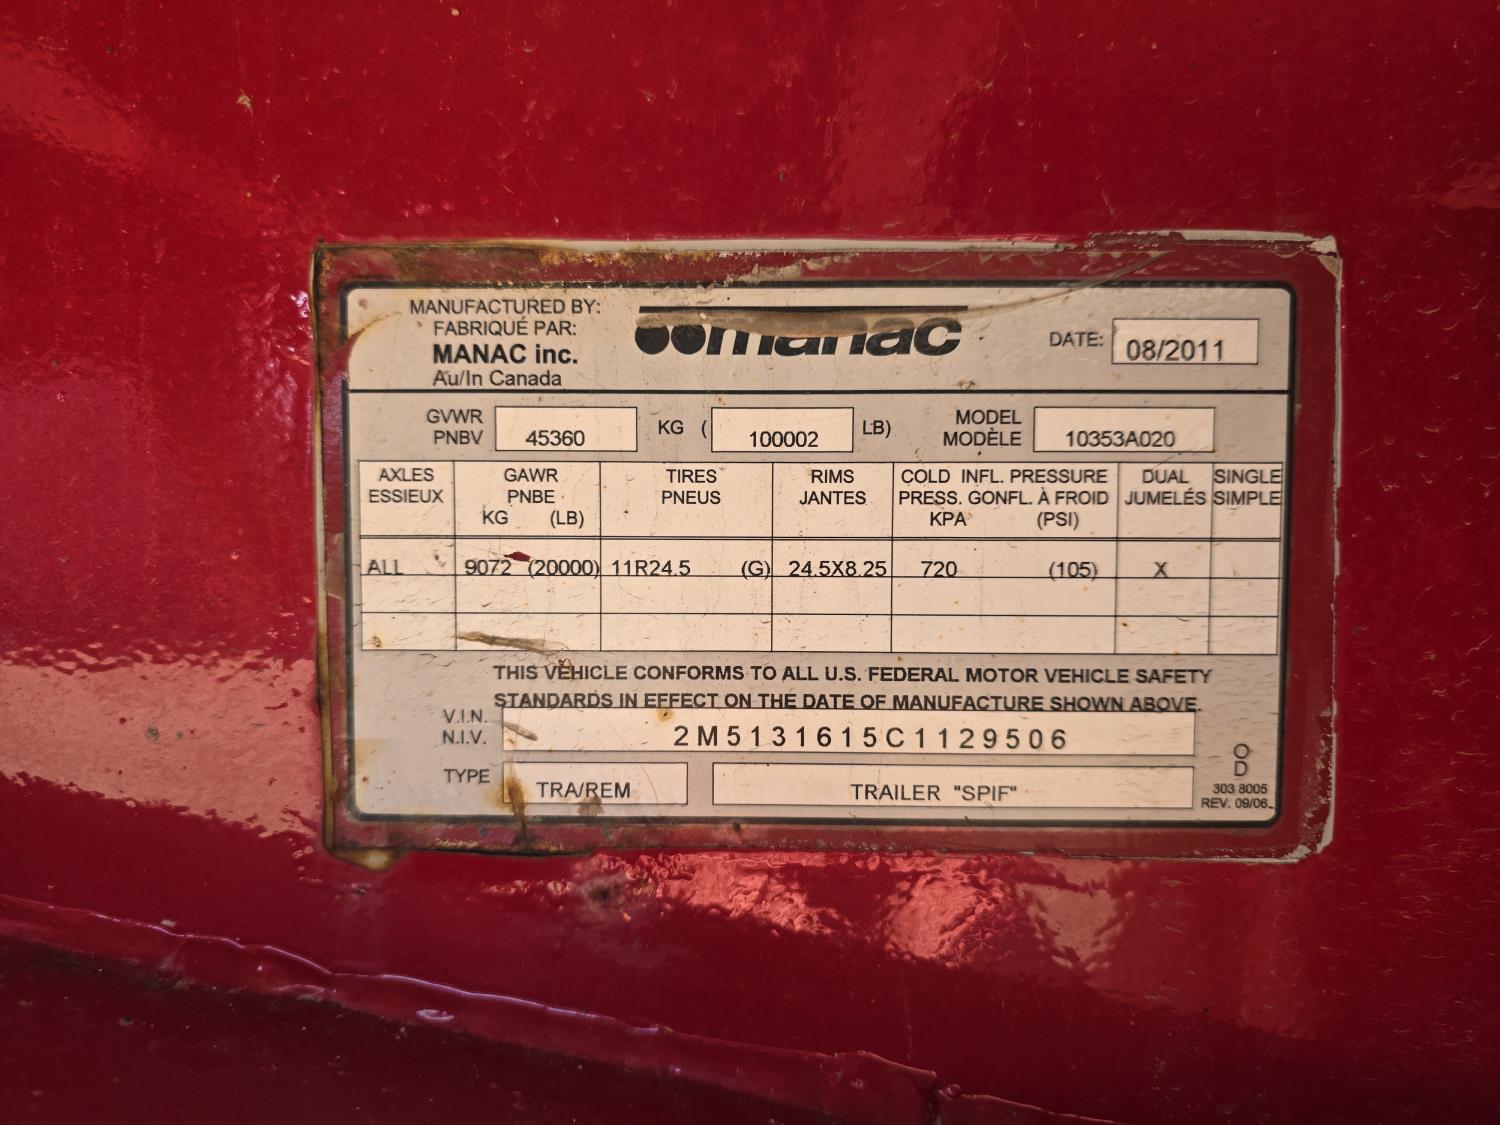 MANUFACTURED BY:
FABRIQUÉ PAR:
MANAC inc.
Au/In Canada
manac
DATE: 08/2011
GVWR
PNBV 45360 KG ( 100002 LB)
MODEL
MODÈLE 10353A020
AXLES
ESSIEUX
GAWR
PNBE
KG (LB)
TIRES
PNEUS
RIMS
JANTES
COLD INFL. PRESSURE
PRESS. GONFL. À FROID
KPA (PSI)
DUAL
JUMELÉS
SINGLE
SIMPLE
ALL 9072 (20000) 11R24.5 (G) 24.5X8.25 720 (105) X
THIS VEHICLE CONFORMS TO ALL U.S. FEDERAL MOTOR VEHICLE SAFETY
STANDARDS IN EFFECT ON THE DATE OF MANUFACTURE SHOWN ABOVE.
V.I.N.
N.I.V. 2M5131615C1129506
TYPE TRA/REM TRAILER "SPIF"
O
D
303 8005
REV. 09/06